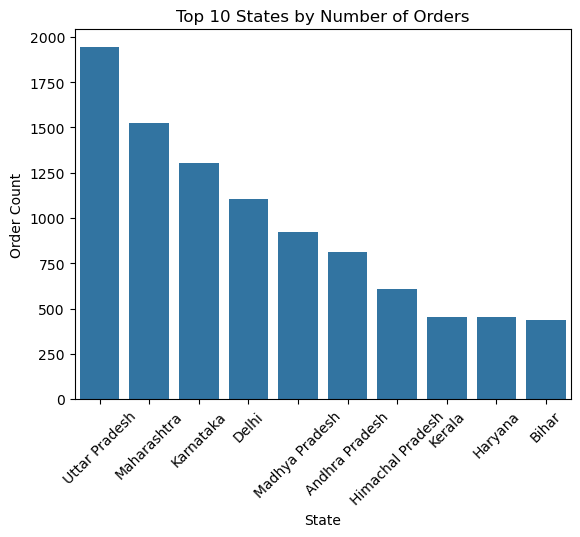 Top 10 States by Number of Orders
2000
1750
1500
1250
1000
750
500
250
0
Order Count
Uttar Pradesh
Maharashtra
Karnataka
Delhi
Madhya Pradesh
Andhra Pradesh
Himachal Pradesh
Kerala
Haryana
Bihar
State